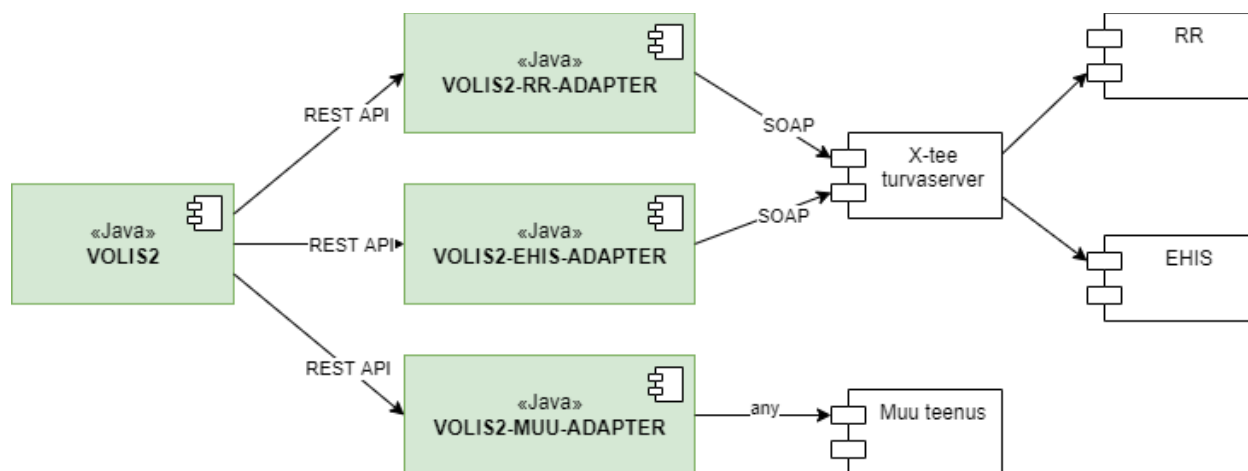 «Java»
VOLIS2
REST API
REST API
REST API
«Java»
VOLIS2-RR-ADAPTER
«Java»
VOLIS2-EHIS-ADAPTER
«Java»
VOLIS2-MUU-ADAPTER
SOAP
SOAP
any
X-tee
turvaserver
Muu teenus
RR
EHIS